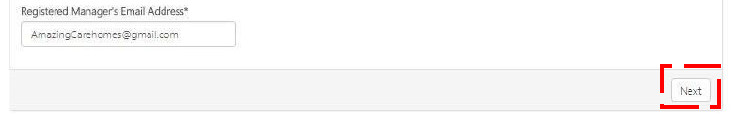 Registered Manager's Email Address*
AmazingCarehomes@gmail.com
Next